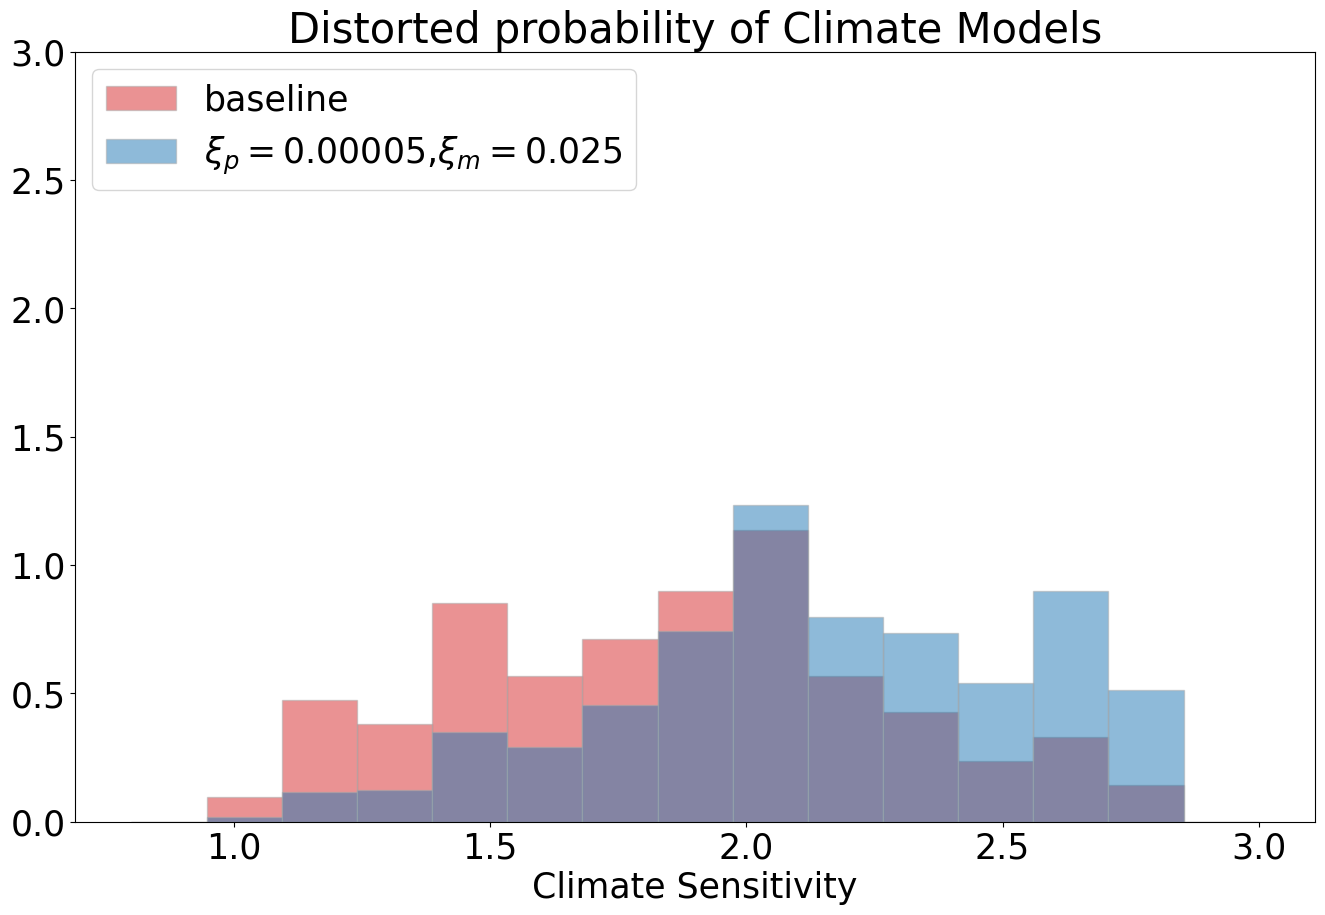 Distorted probability of Climate Models
3.0
baseline
ξp = 0.00005,ξm = 0.025
2.5
2.0
1.5
1.0
0.5
0.0
1.0 1.5 2.0 2.5 3.0
Climate Sensitivity